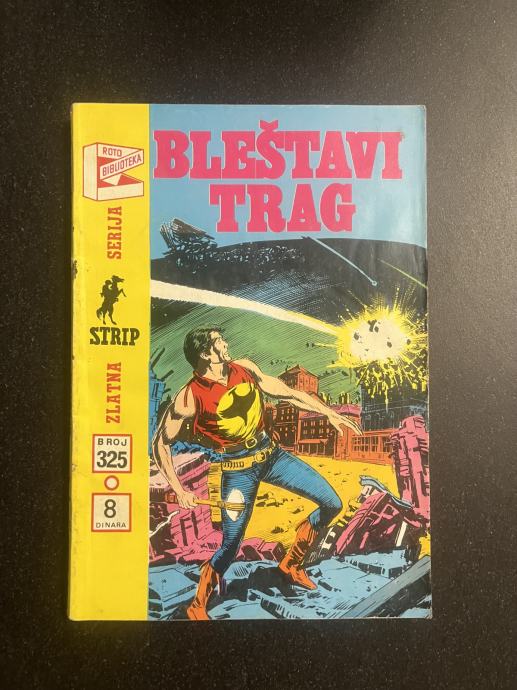 ROTO
BIBLIOTEKA
BLEŠTAVI
TRAG
ZLATNA
STRIP
SERIJA
BROJ
325
8
DINARA